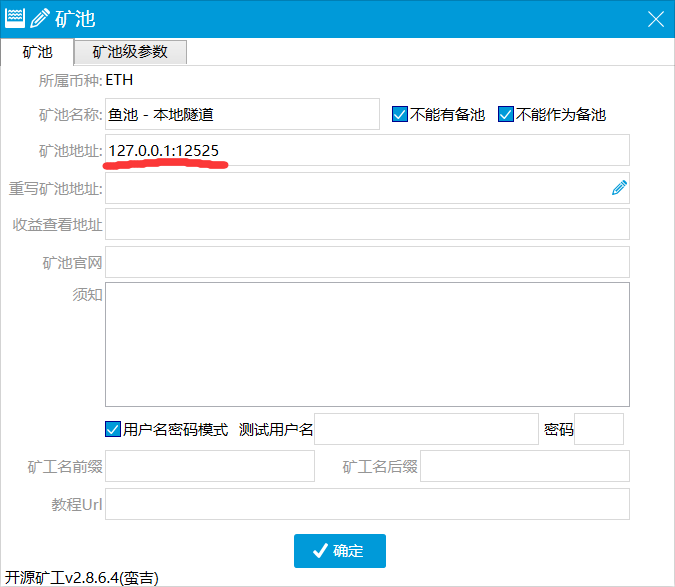 矿池
矿池 矿池级参数
所属币种: ETH
矿池名称: 鱼池 - 本地隧道 不能有备池 不能作为备池
矿池地址: 127.0.0.1:12525
重写矿池地址:
收益查看地址
矿池官网
须知
用户名密码模式 测试用户名 密码
矿工名前缀 矿工名后缀
教程Url
确定
开源矿工v2.8.6.4(蛮吉)